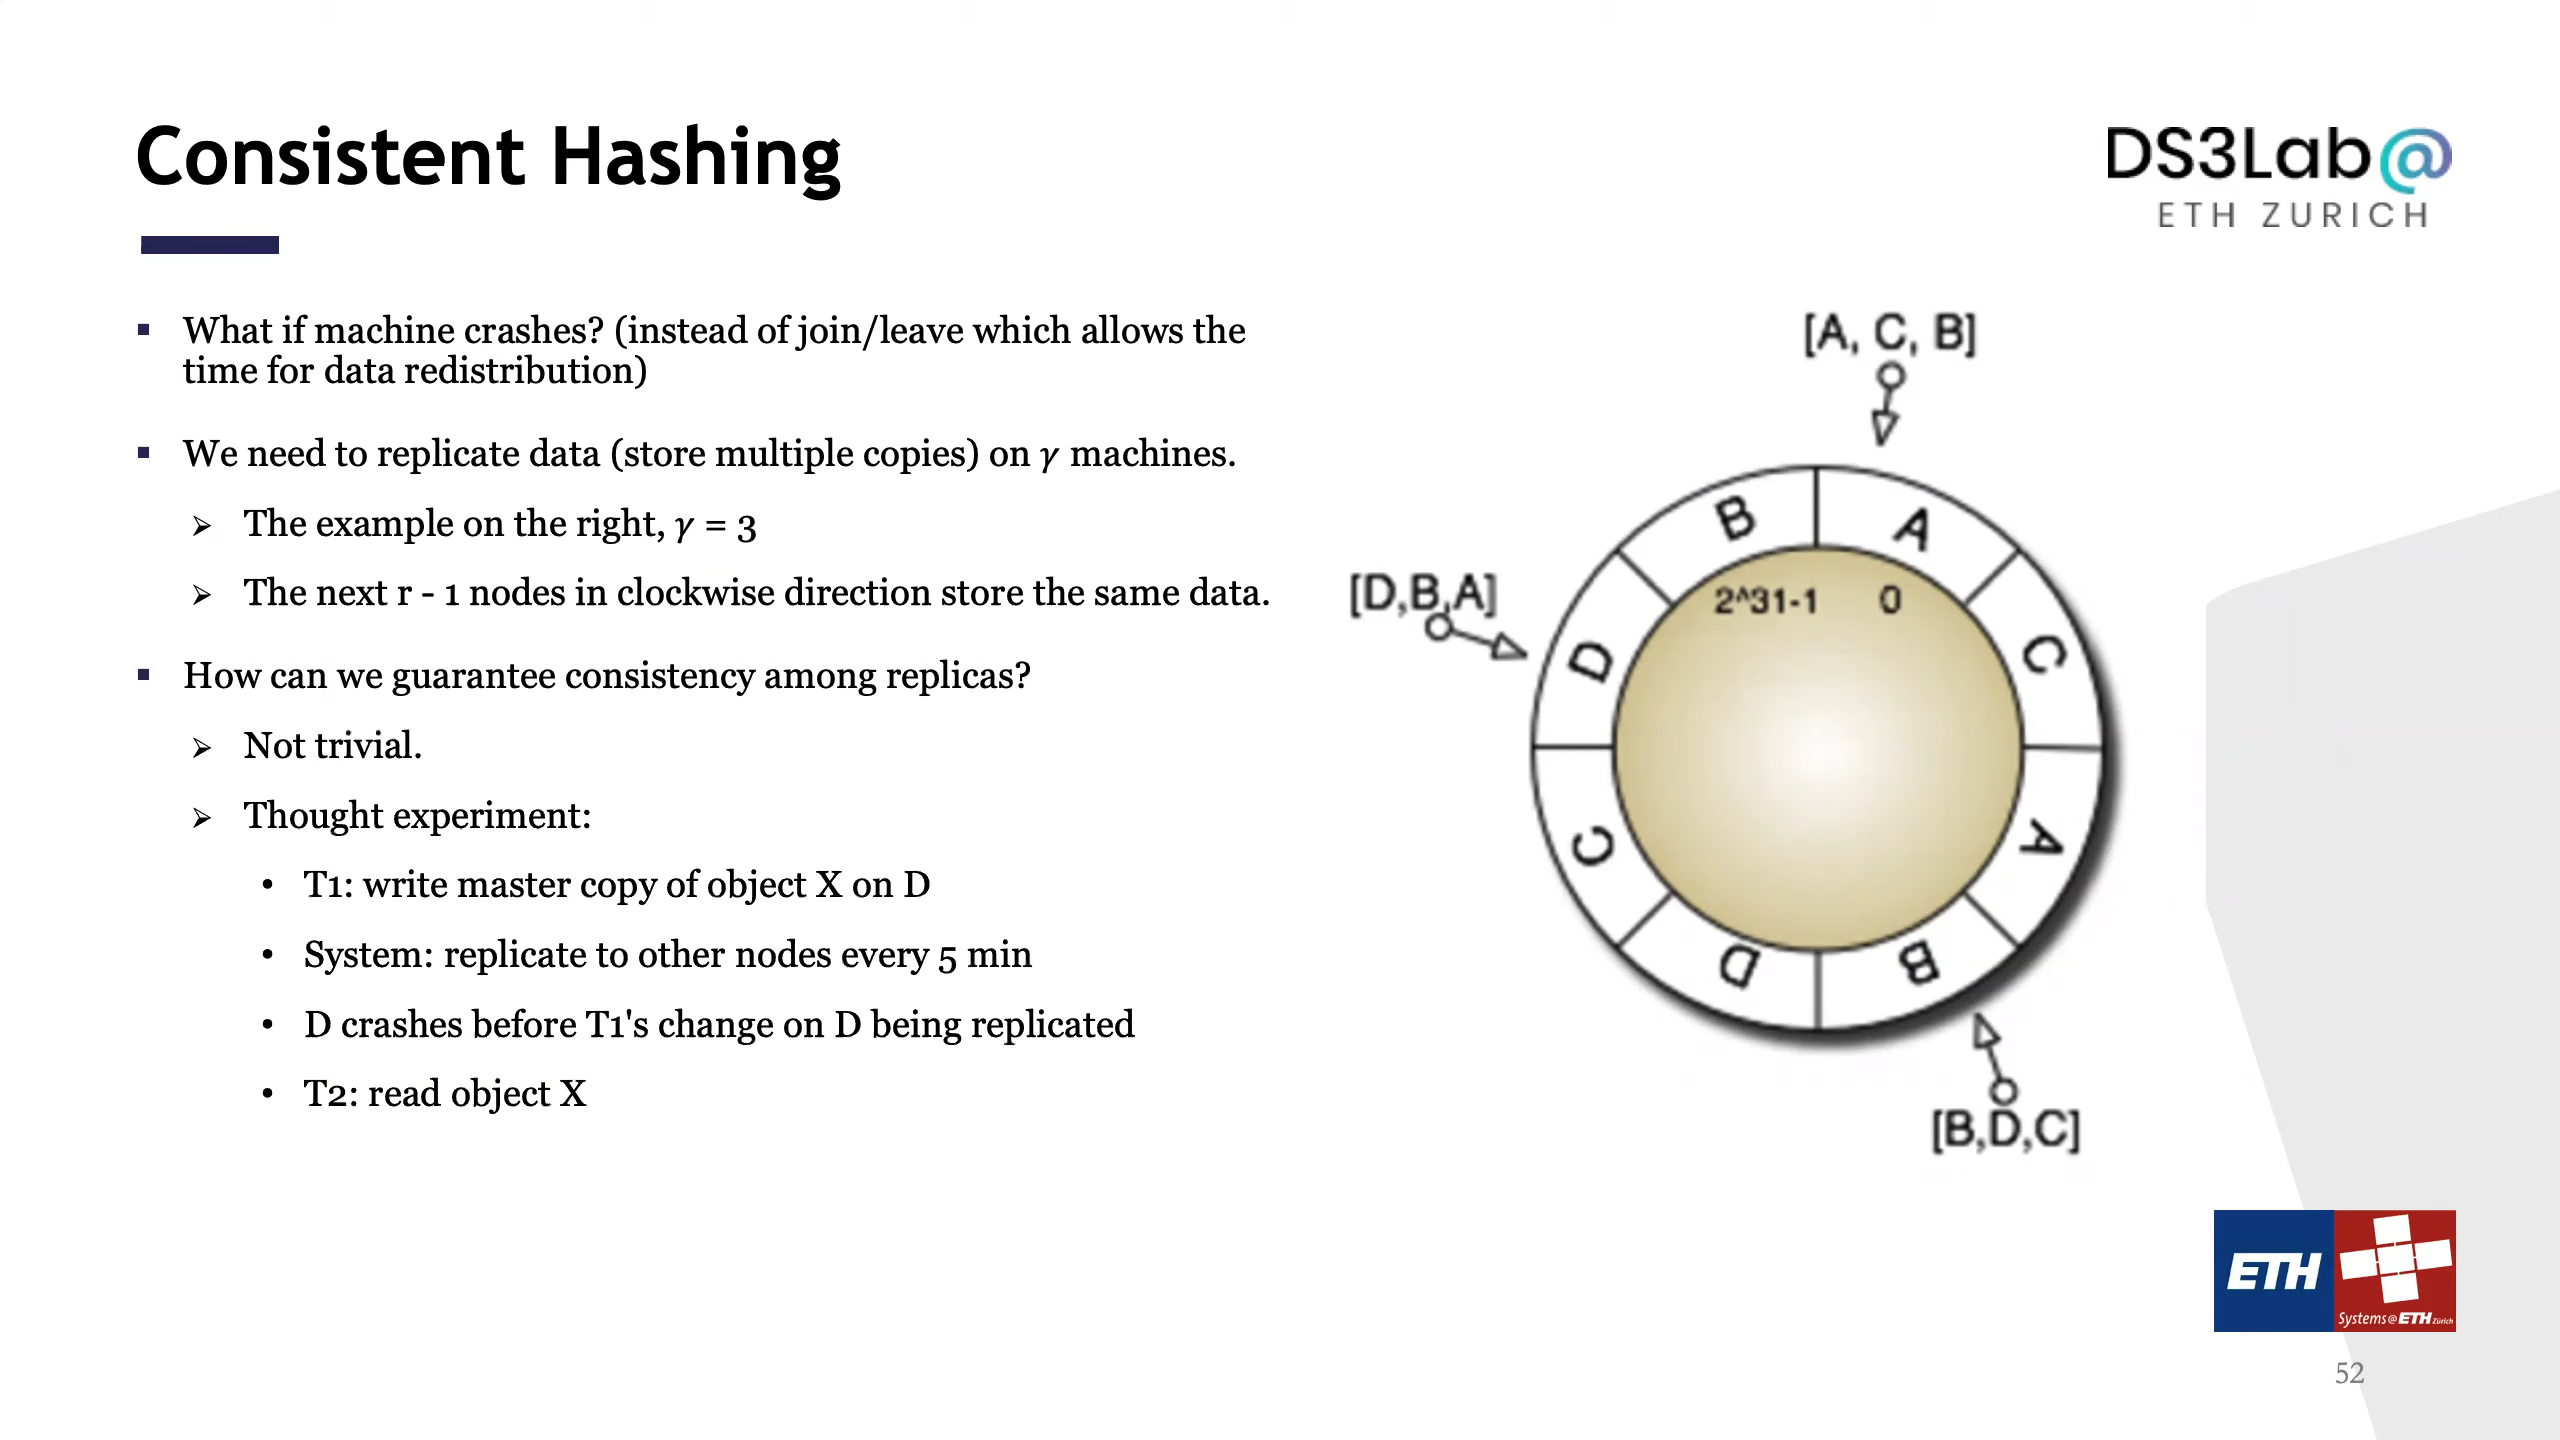 Consistent Hashing
DS3Lab@
ETH ZURICH
▪ What if machine crashes? (instead of join/leave which allows the
time for data redistribution)
▪ We need to replicate data (store multiple copies) on γ machines.
➢ The example on the right, γ = 3
➢ The next r - 1 nodes in clockwise direction store the same data.
▪ How can we guarantee consistency among replicas?
➢ Not trivial.
➢ Thought experiment:
• T1: write master copy of object X on D
• System: replicate to other nodes every 5 min
• D crashes before T1's change on D being replicated
• T2: read object X
[A, C, B]
B
A
2^31-1
0
[D,B,A]
D
C
C
A
D
B
[B,D,C]
ETH
Systems@ETH Zürich
52